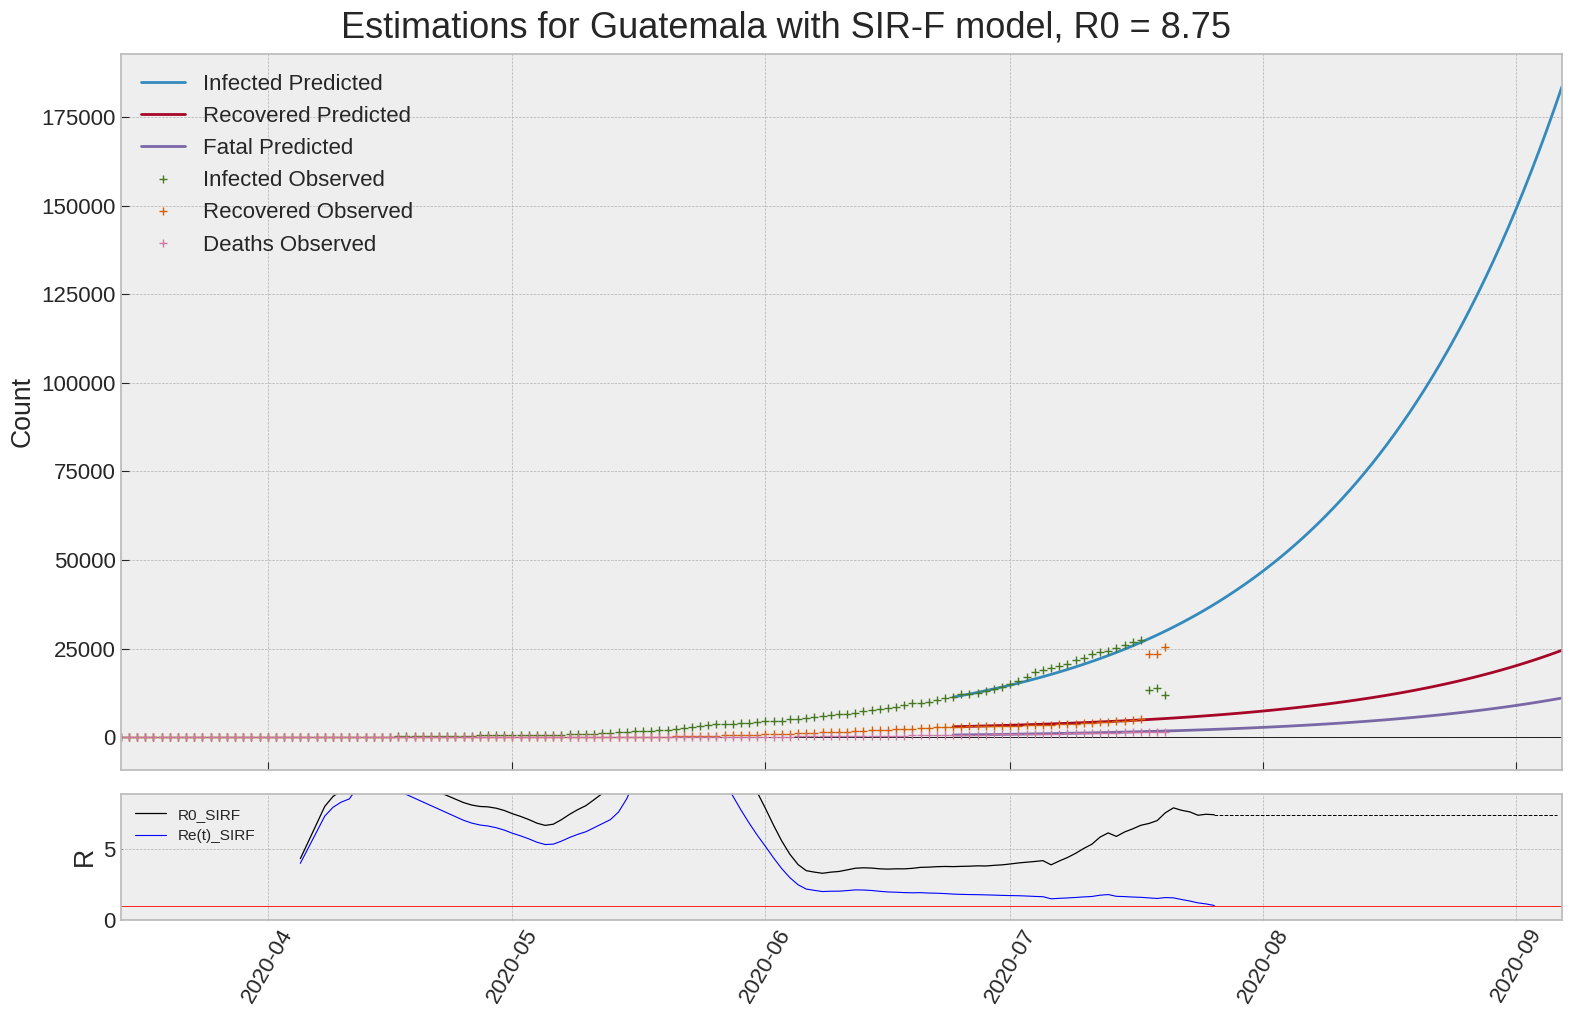 Estimations for Guatemala with SIR-F model, R0 = 8.75
Infected Predicted
Recovered Predicted
Fatal Predicted
Infected Observed
Recovered Observed
Deaths Observed
Count
175000
150000
125000
100000
75000
50000
25000
0
R0_SIRF
Re(t)_SIRF
R
5
0
2020-04
2020-05
2020-06
2020-07
2020-08
2020-09